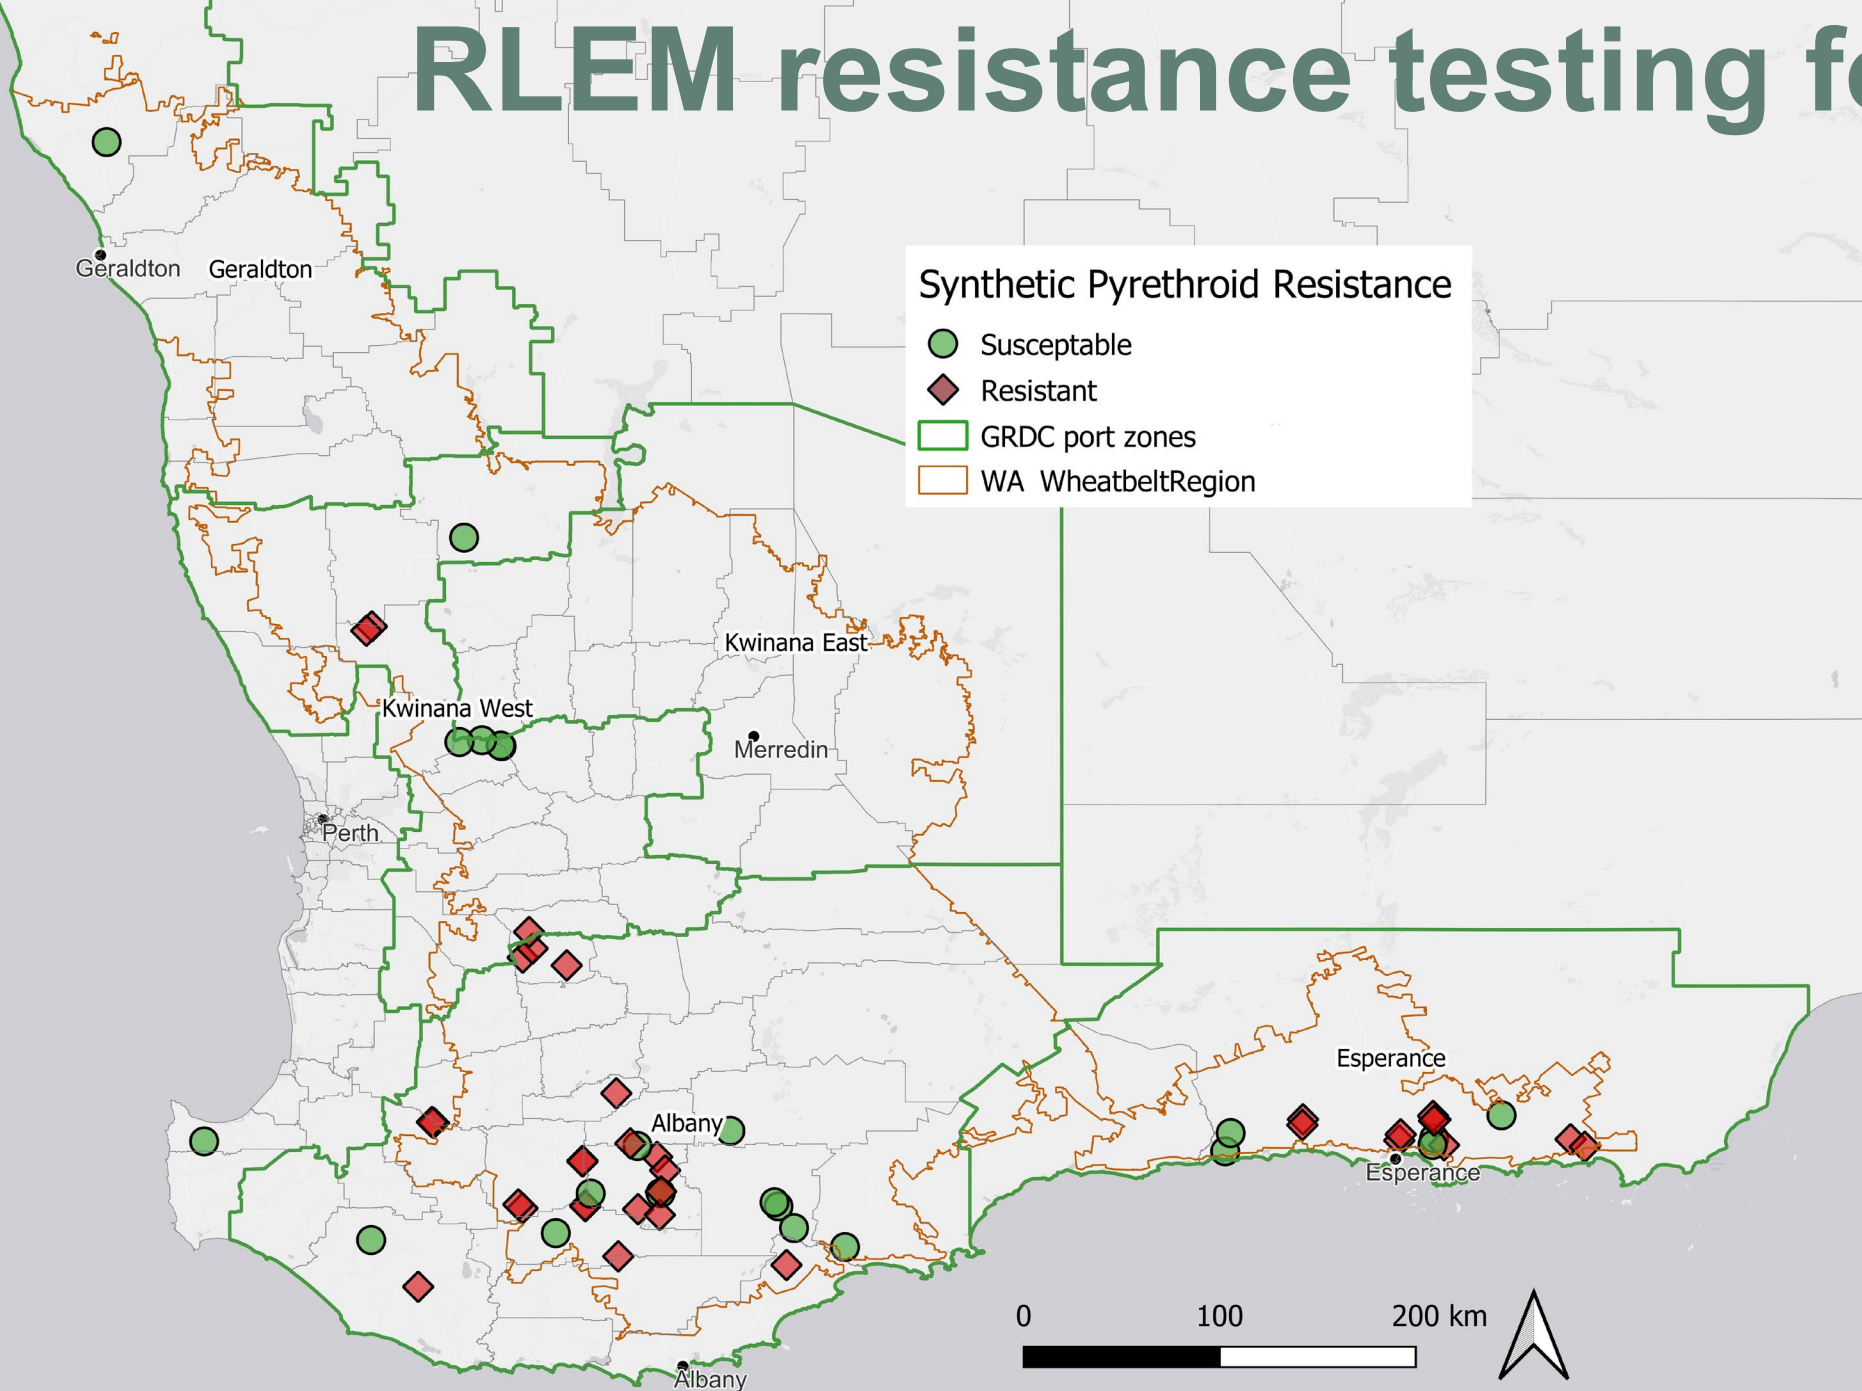 RLEM resistance testing fo
Geraldton
Geraldton
Synthetic Pyrethroid Resistance
Susceptable
Resistant
GRDC port zones
WA WheatbeltRegion
Kwinana East
Kwinana West
Merredin
Perth
Esperance
Albany
Esperance
0 100 200 km
Albany